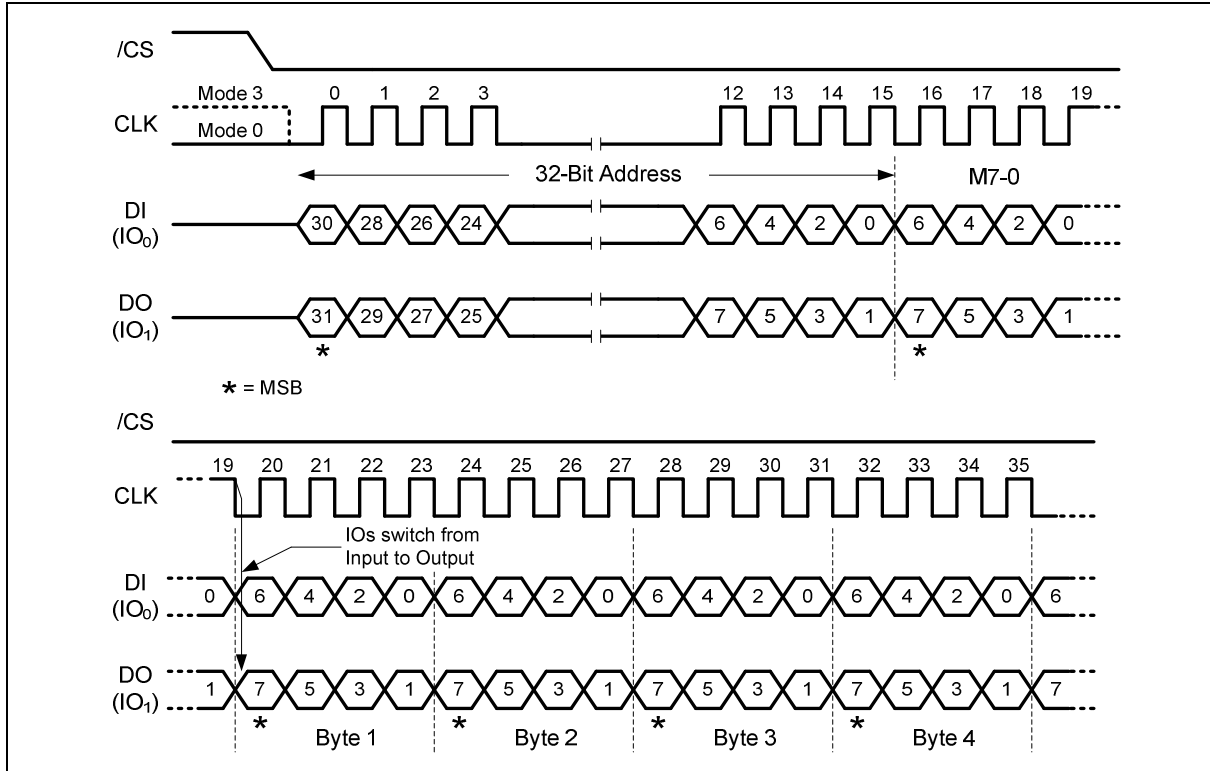 /CS
Mode 3 0 1 2 3 12 13 14 15 16 17 18 19
CLK Mode 0
32-Bit Address M7-0
DI
(IO₀) 30 28 26 24 6 4 2 0 6 4 2 0
DO
(IO₁) 31 29 27 25 7 5 3 1 7 5 3 1
* *
* = MSB
/CS
19 20 21 22 23 24 25 26 27 28 29 30 31 32 33 34 35
CLK
IOs switch from
Input to Output
DI
(IO₀) 0 6 4 2 0 6 4 2 0 6 4 2 0 6 4 2 0 6
DO
(IO₁) 1 7 5 3 1 7 5 3 1 7 5 3 1 7 5 3 1 7
* * * *
Byte 1 Byte 2 Byte 3 Byte 4